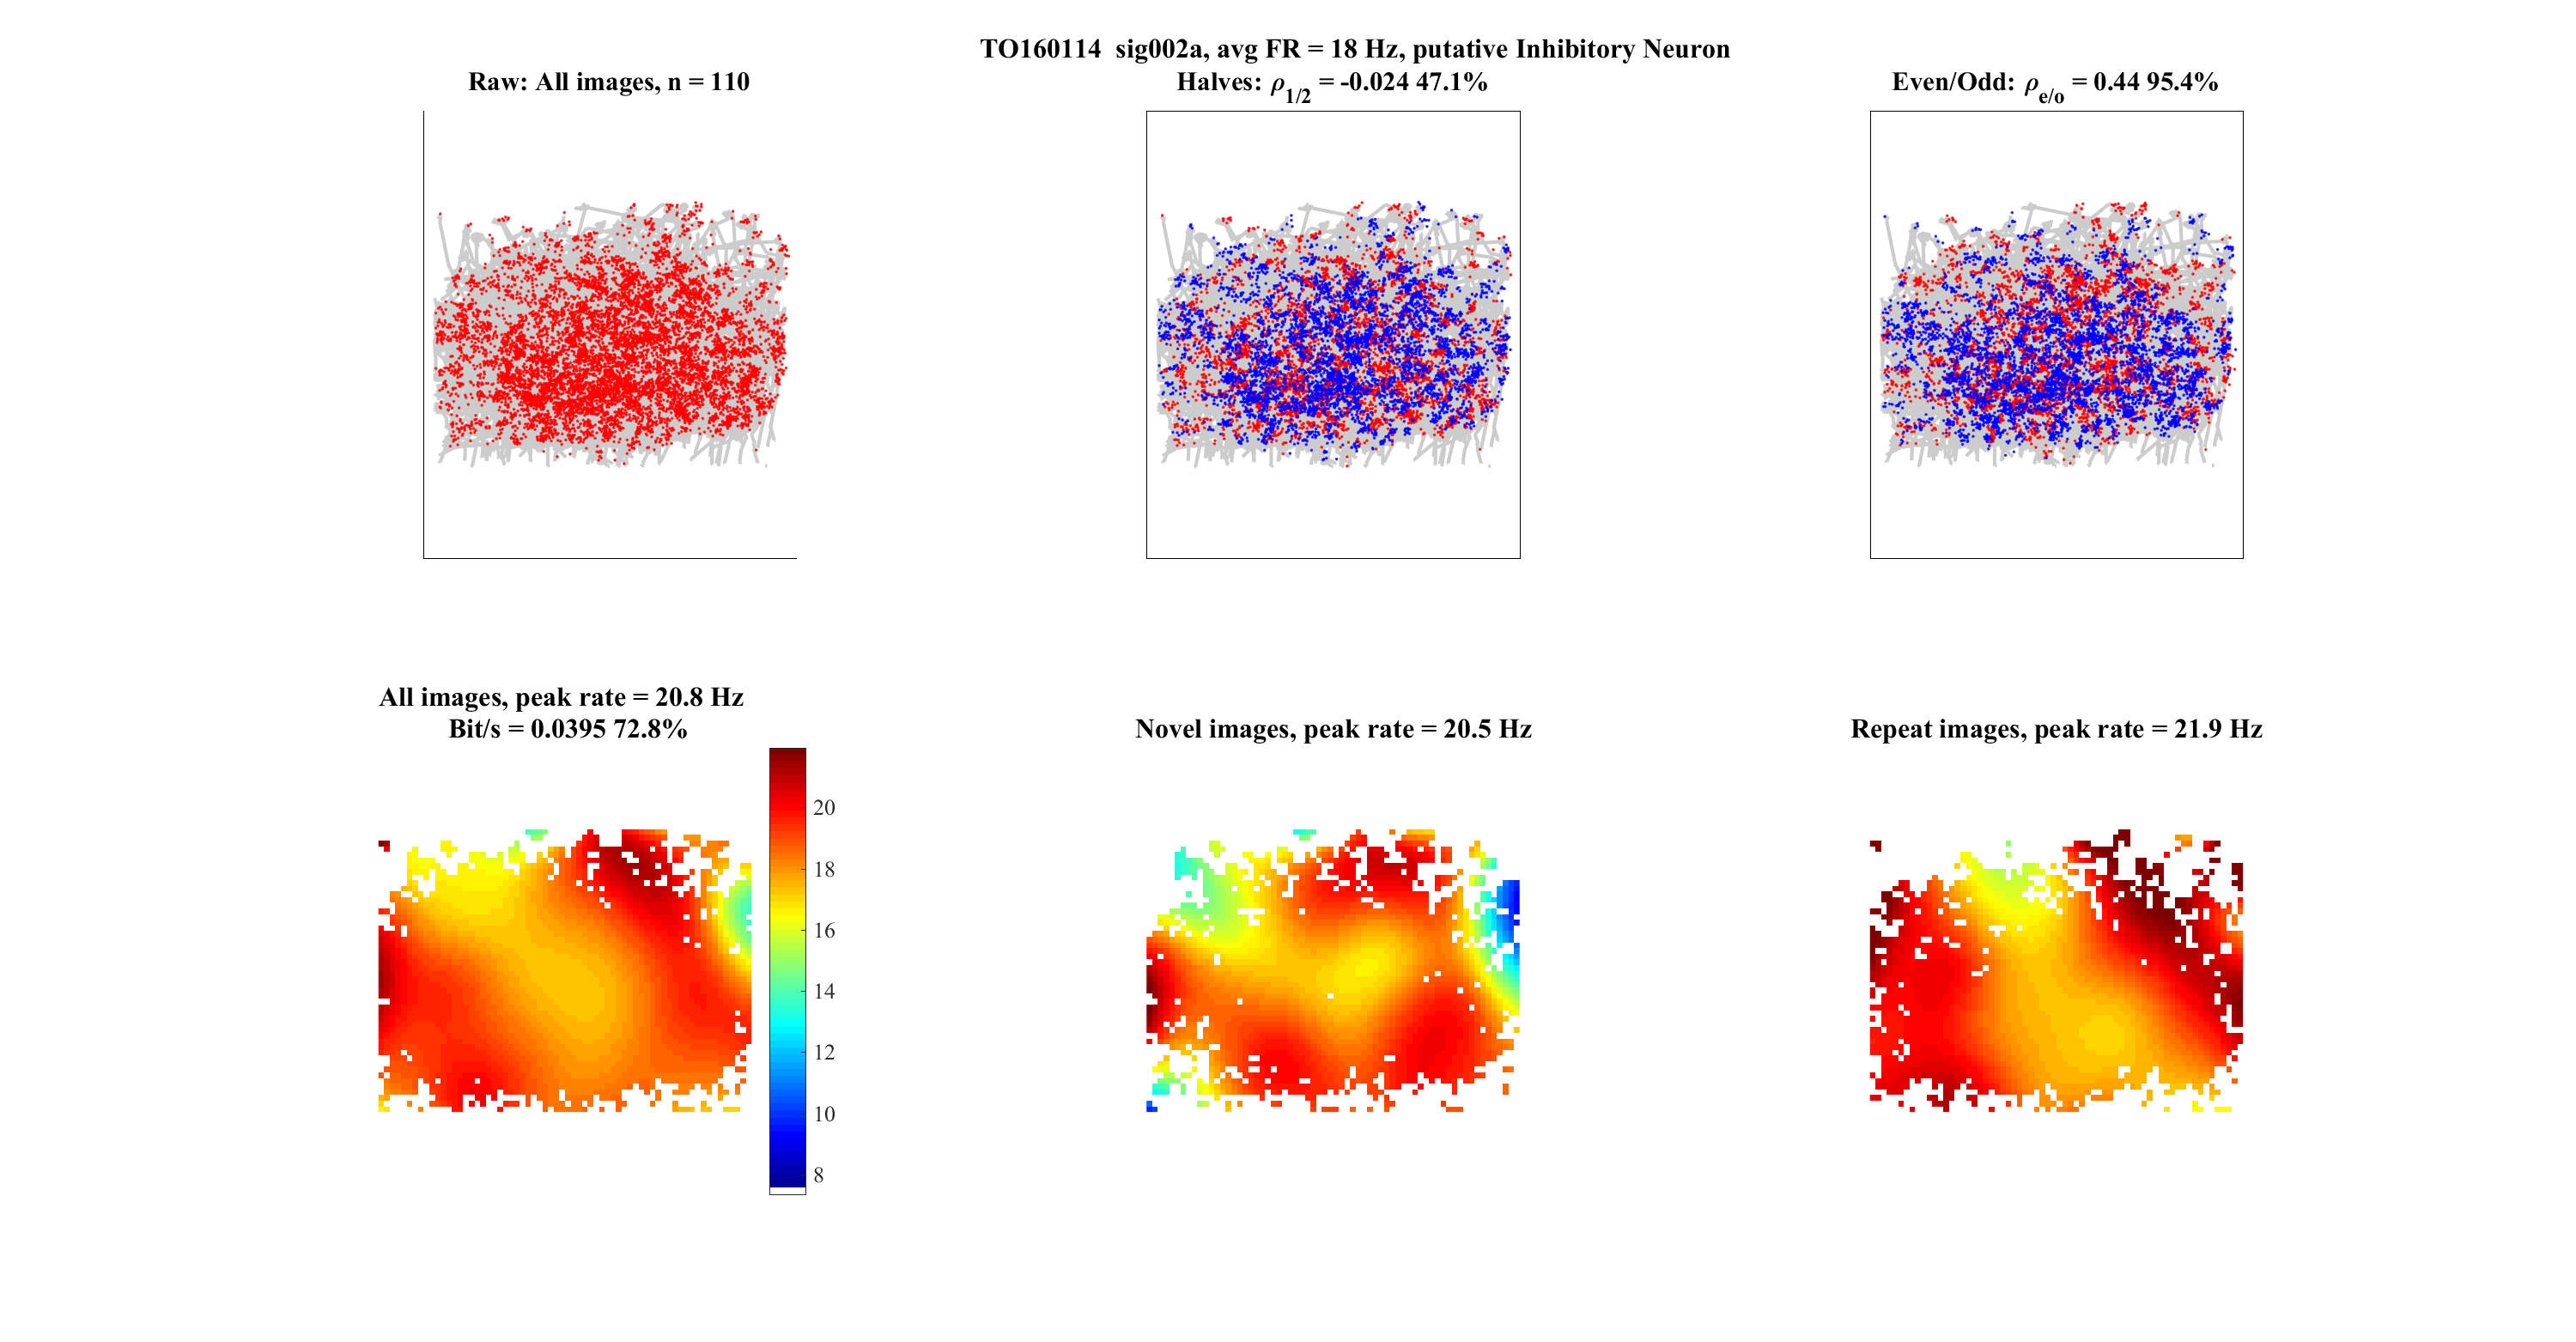 TO160114  sig002a, avg FR = 18 Hz, putative Inhibitory Neuron
Raw: All images, n = 110
Halves: ρ1/2 = -0.024 47.1%
Even/Odd: ρe/o = 0.44 95.4%
All images, peak rate = 20.8 Hz
Bit/s = 0.0395 72.8%
Novel images, peak rate = 20.5 Hz
Repeat images, peak rate = 21.9 Hz
20
18
16
14
12
10
8